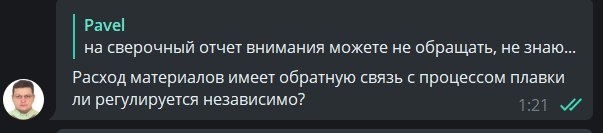 Pavel
на сверочный отчет внимания можете не обращать, не знаю...
Расход материалов имеет обратную связь с процессом плавки
ли регулируется независимо?
1:21